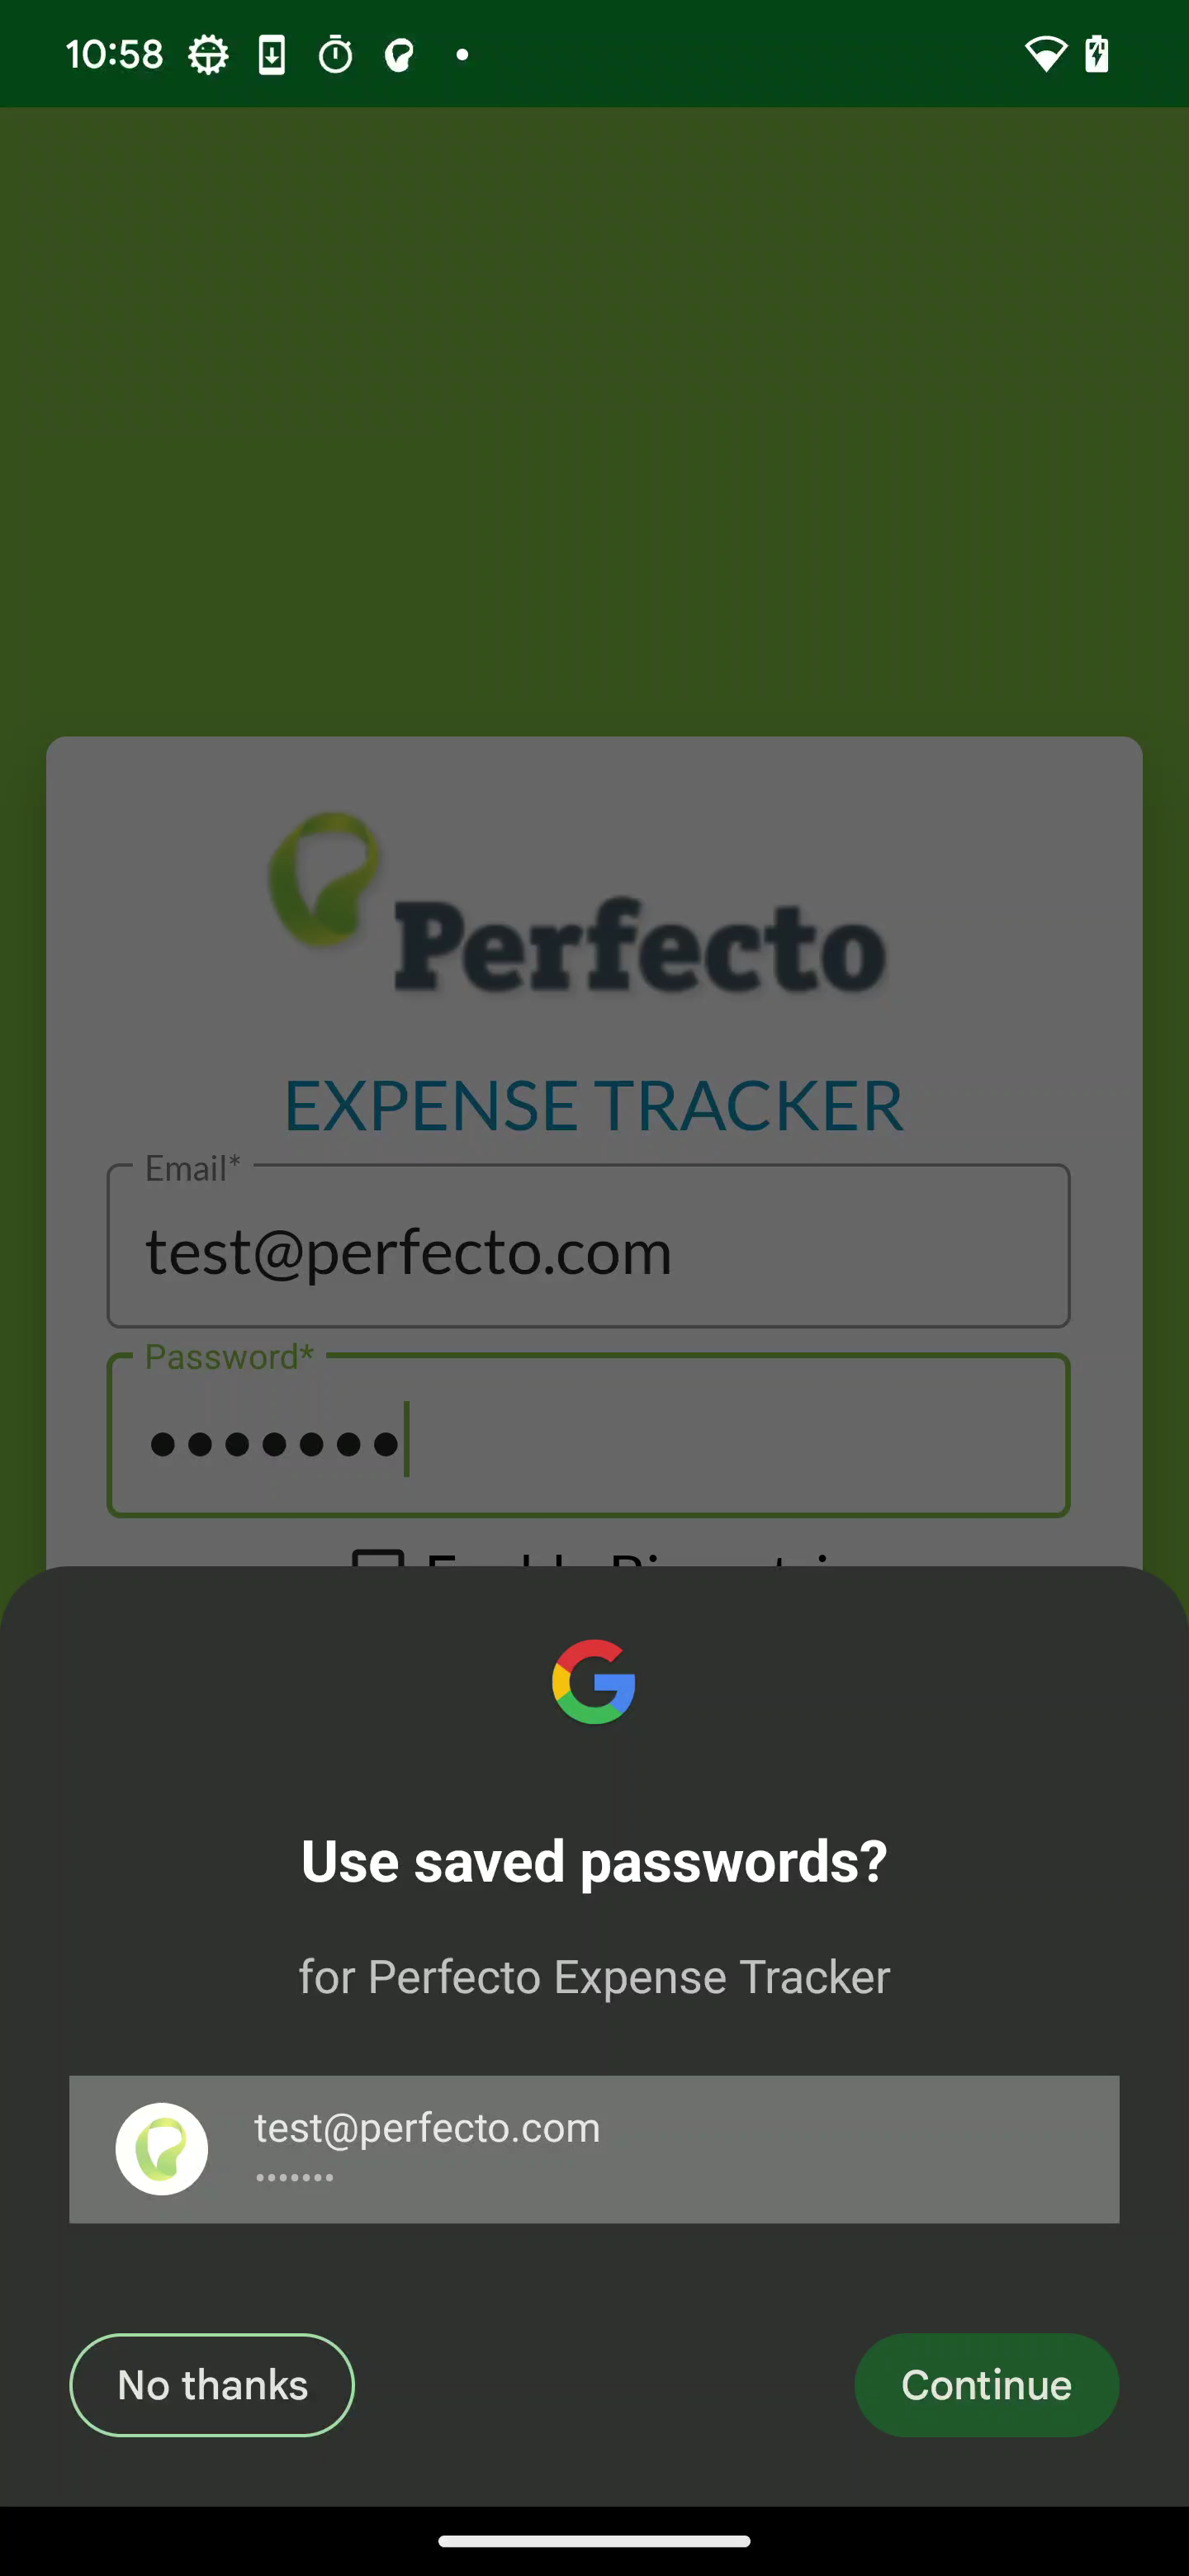 10:58
Perfecto
EXPENSE TRACKER
Email*
test@perfecto.com
Password*
•••••••
Use saved passwords?
for Perfecto Expense Tracker
test@perfecto.com
•••••••
No thanks
Continue